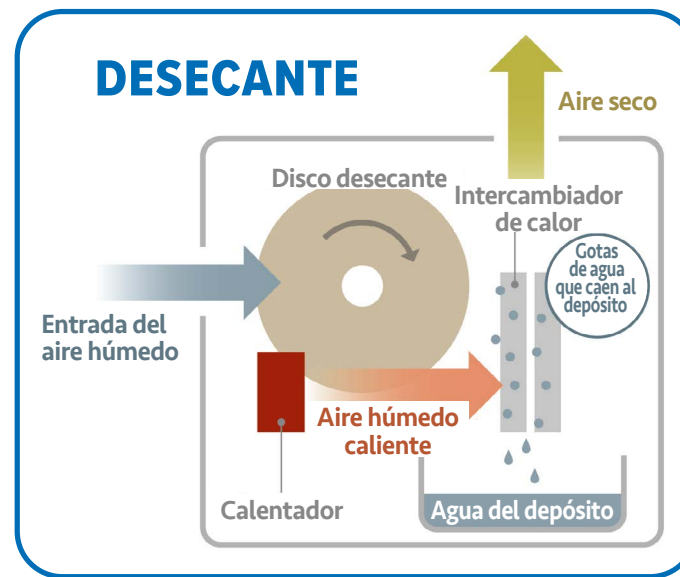 DESECANTE
Aire seco
Disco desecante
Intercambiador
de calor
Gotas
de agua
que caen al
depósito
Entrada del
aire húmedo
Aire húmedo
caliente
Calentador
Agua del depósito